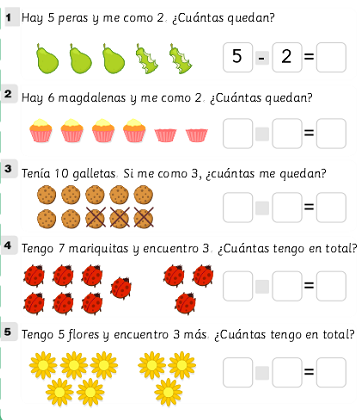 1 Hay 5 peras y me como 2. ¿Cuántas quedan?
5 - 2 =
2 Hay 6 magdalenas y me como 2. ¿Cuántas quedan?
=
3 Tenía 10 galletas. Si me como 3, ¿cuántas me quedan?
=
4 Tengo 7 mariquitas y encuentro 3. ¿Cuántas tengo en total?
=
5 Tengo 5 flores y encuentro 3 más. ¿Cuántas tengo en total?
=